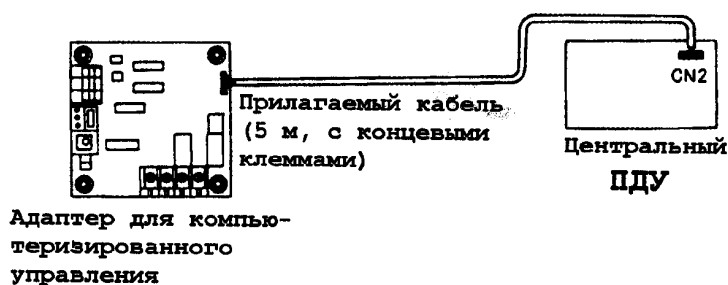 CN2
Прилагаемый кабель
(5 м, с концевыми
клеммами)
Центральный
ПДУ
Адаптер для компью-
теризированного
управления